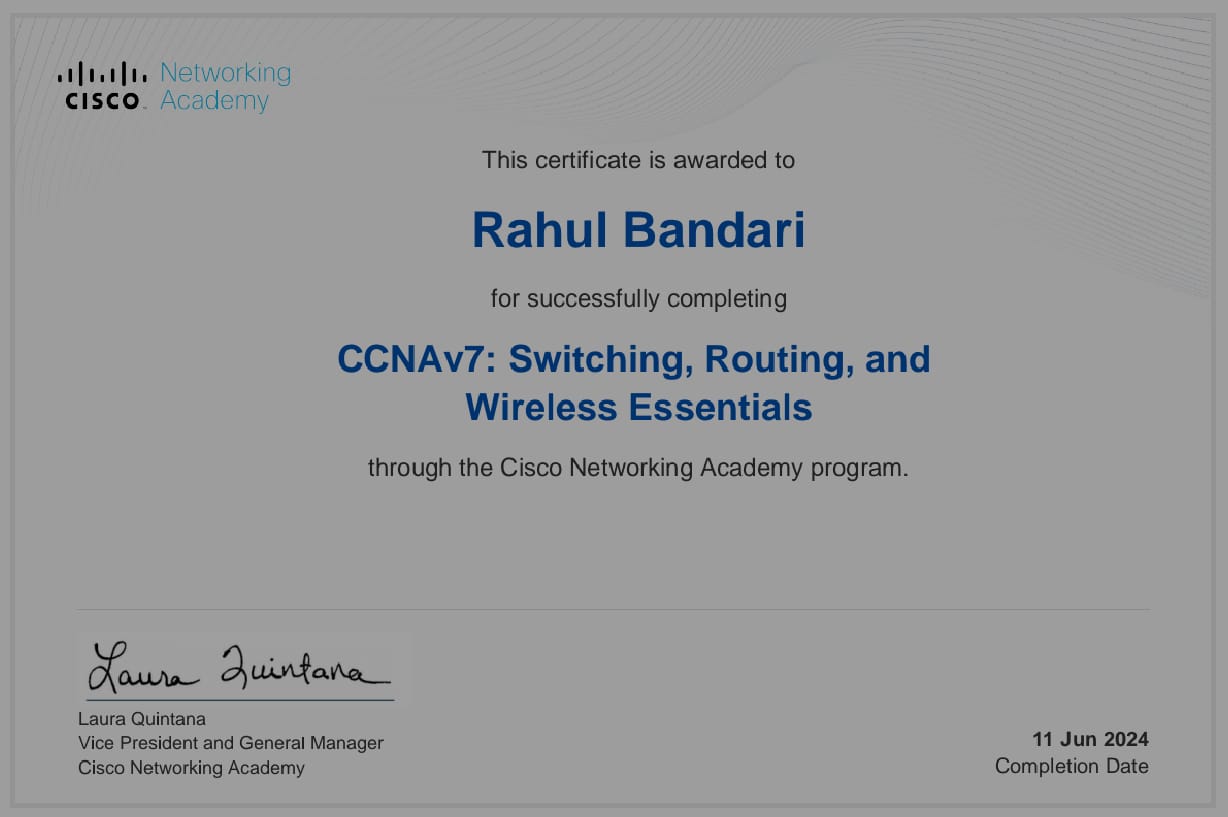 Networking
CISCO Academy
This certificate is awarded to
Rahul Bandari
for successfully completing
CCNAv7: Switching, Routing, and
Wireless Essentials
through the Cisco Networking Academy program.
Laura Quintana
Laura Quintana
Vice President and General Manager
Cisco Networking Academy
11 Jun 2024
Completion Date